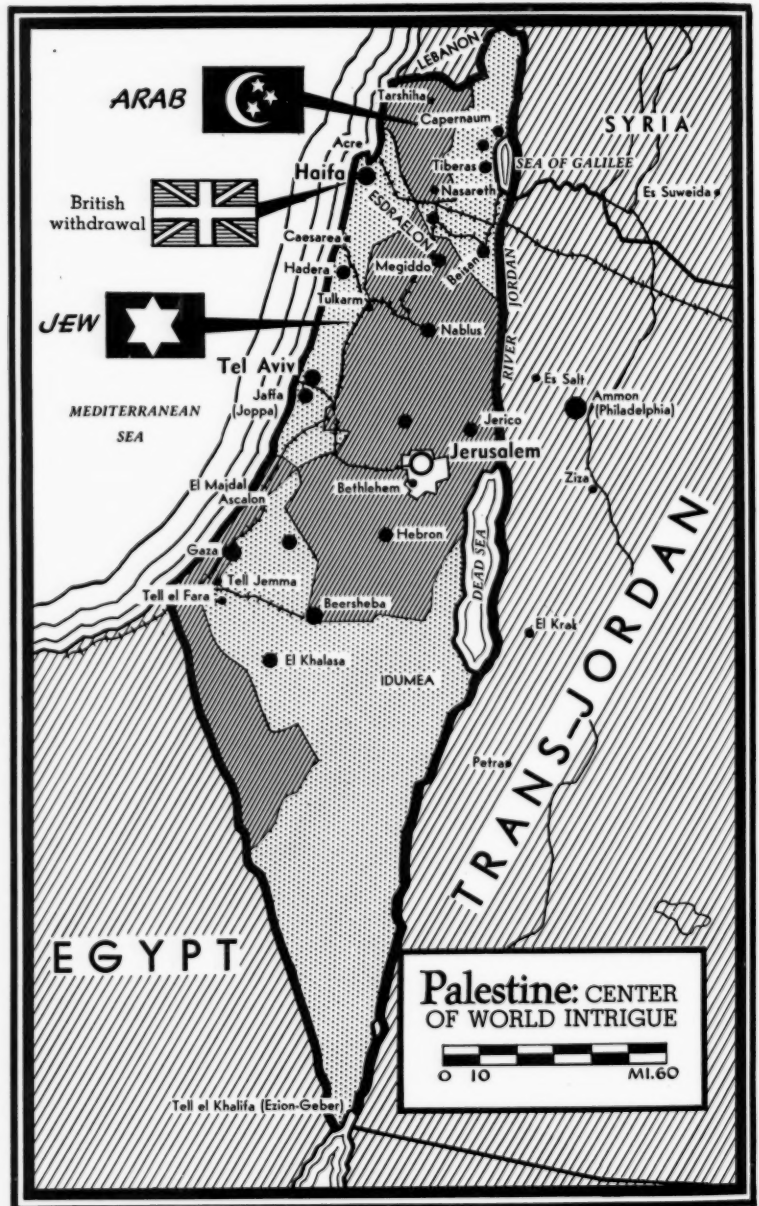 LEBANON
ARAB
Tarshiha
Capernaum
SYRIA
Acre
Haifa
Tiberas
SEA OF GALILEE
British
withdrawal
Nasareth
Es Suweida
ESDRAELON
Caesarea
Megiddo
Beisan
Hadera
RIVER JORDAN
JEW
Tulkarm
Nablus
Tel Aviv
Es Salt
Jaffa
(Joppa)
Ammon
(Philadelphia)
MEDITERRANEAN
SEA
Jerico
Jerusalem
El Majdal
Ascalon
Bethlehem
Ziza
Gaza
Hebron
DEAD SEA
Tell Jemma
Tell el Fara
Beersheba
El Krak
El Khalasa
IDUMEA
TRANS-JORDAN
Petra
EGYPT
Palestine: CENTER
OF WORLD INTRIGUE
0 10 MI.60
Tell el Khalifa (Ezion-Geber)